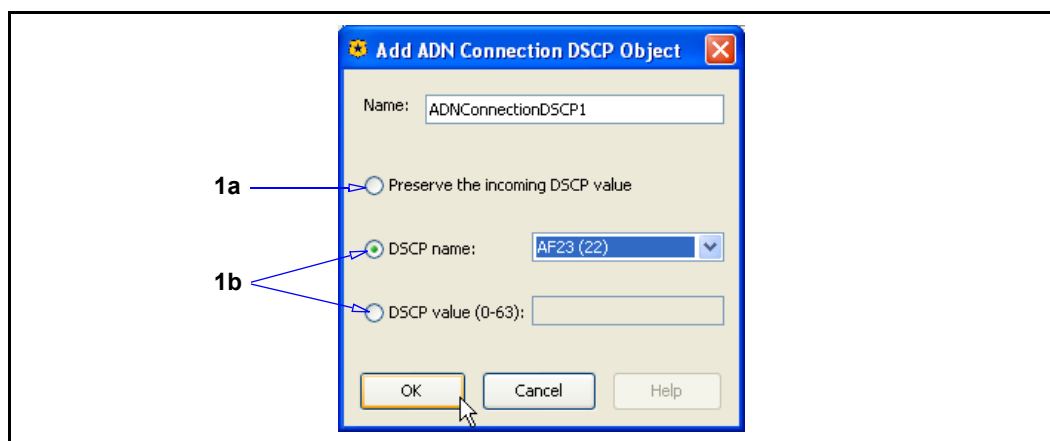 Add ADN Connection DSCP Object
Name: ADNConnectionDSCP1
1a
Preserve the incoming DSCP value
DSCP name: AF23 (22)
1b
DSCP value (0-63):
OK Cancel Help